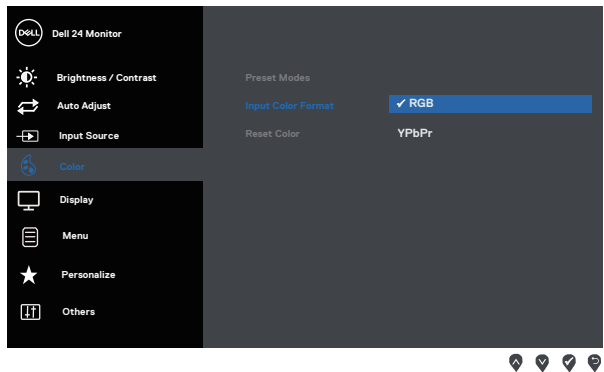 DELL Dell 24 Monitor
Brightness / Contrast
Auto Adjust
Input Source
Color
Display
Menu
Personalize
Others
Preset Modes
Input Color Format
Reset Color
✔ RGB
YPbPr